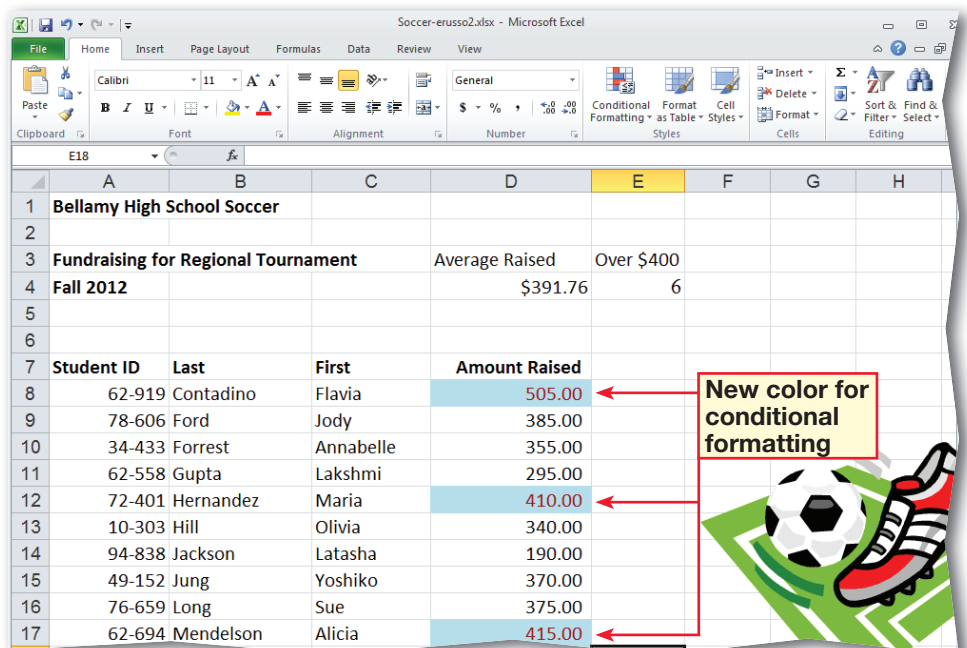 Soccer-erusso2.xlsx - Microsoft Excel
File Home Insert Page Layout Formulas Data Review View
Calibri 11 A A General Insert Σ
Paste Delete
B I U A $ % , .0 .00 .00 .0 Conditional Format Cell Format Sort & Find &
Formatting as Table Styles Filter Select
Clipboard Font Alignment Number Styles Cells Editing
E18 fx
A B C D E F G H
1 Bellamy High School Soccer
2
3 Fundraising for Regional Tournament Average Raised Over $400
4 Fall 2012 $391.76 6
5
6
7 Student ID Last First Amount Raised
8 62-919 Contadino Flavia 505.00
9 78-606 Ford Jody 385.00
10 34-433 Forrest Annabelle 355.00
11 62-558 Gupta Lakshmi 295.00
12 72-401 Hernandez Maria 410.00
13 10-303 Hill Olivia 340.00
14 94-838 Jackson Latasha 190.00
15 49-152 Jung Yoshiko 370.00
16 76-659 Long Sue 375.00
17 62-694 Mendelson Alicia 415.00
New color for
conditional
formatting